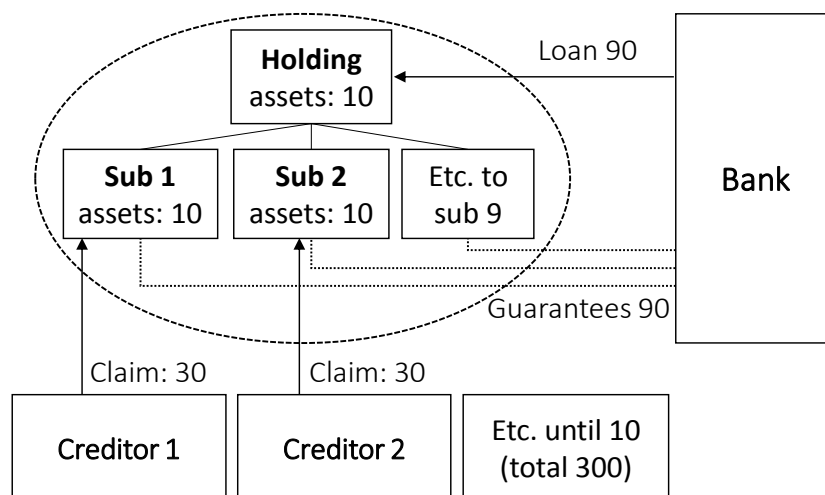 Holding
assets: 10
Loan 90
Sub 1
assets: 10
Sub 2
assets: 10
Etc. to
sub 9
Bank
Guarantees 90
Claim: 30
Claim: 30
Creditor 1
Creditor 2
Etc. until 10
(total 300)